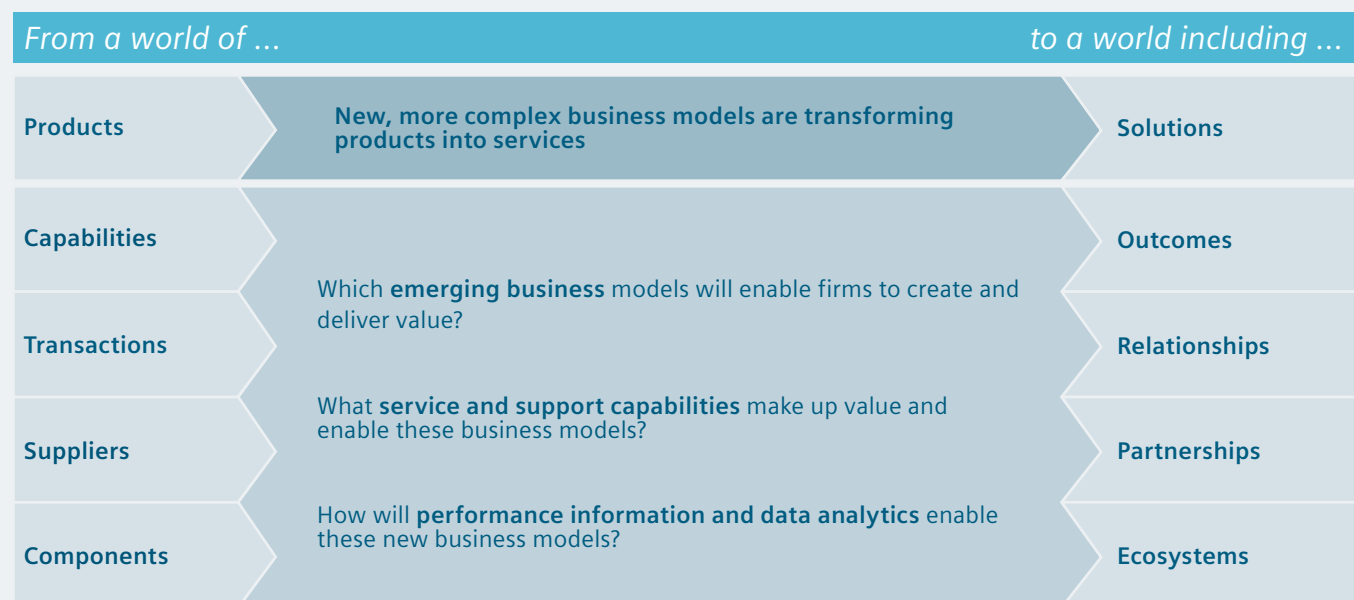 From a world of ...
to a world including ...
Products
New, more complex business models are transforming
products into services
Solutions
Capabilities
Outcomes
Which emerging business models will enable firms to create and
deliver value?
Transactions
Relationships
What service and support capabilities make up value and
enable these business models?
Suppliers
Partnerships
How will performance information and data analytics enable
these new business models?
Components
Ecosystems